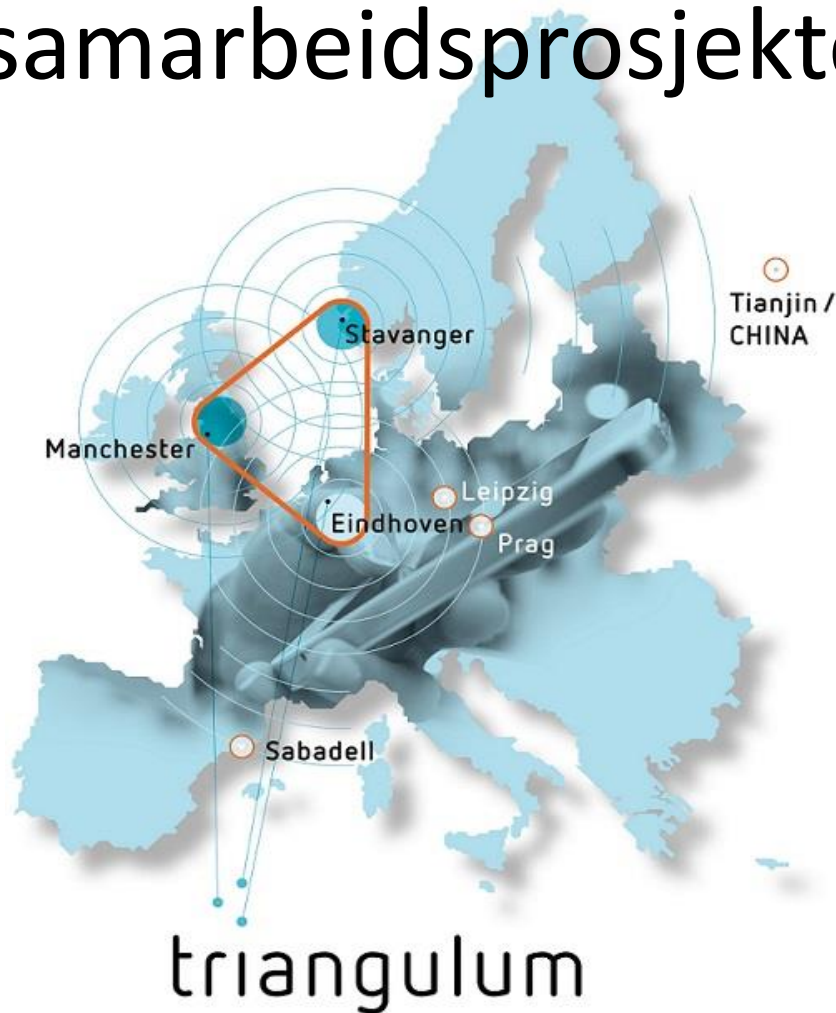 samarbeidsprosjekt
Stavanger
Tianjin /
CHINA
Manchester
Leipzig
Eindhoven
Prag
Sabadell
triangulum